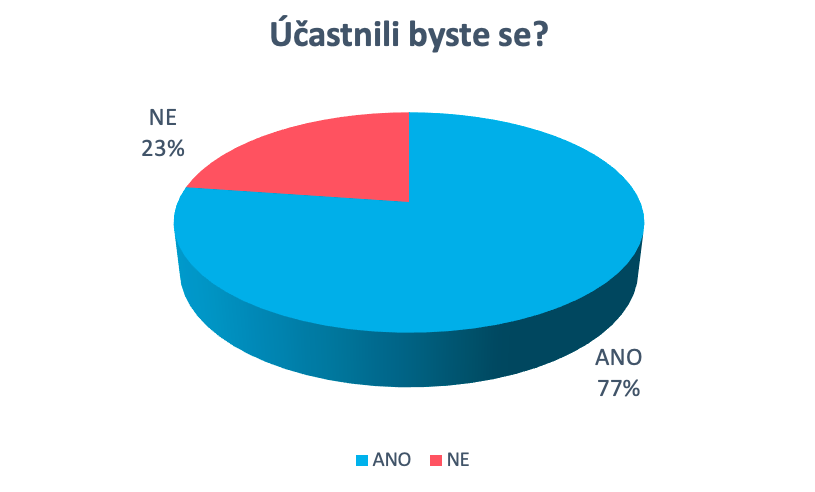 Účastnili byste se?
NE
23%
ANO
77%
ANO NE